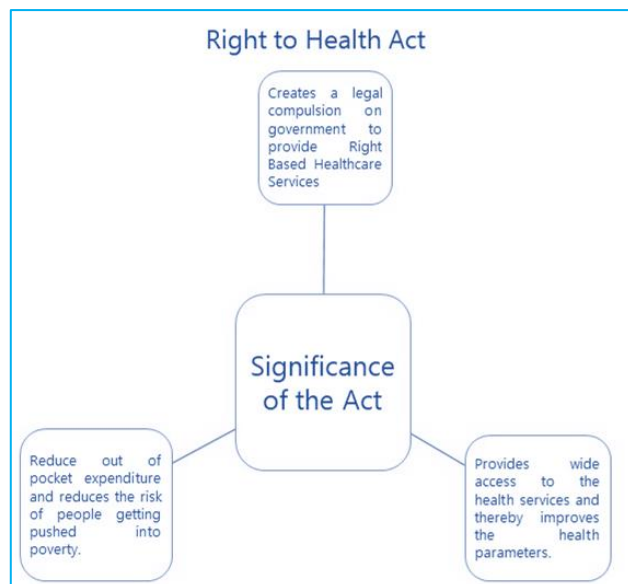 Right to Health Act
Creates a legal
compulsion on
government to
provide Right
Based Healthcare
Services
Significance
of the Act
Reduce out of
pocket expenditure
and reduces the risk
of people getting
pushed into
poverty.
Provides wide
access to the
health services and
thereby improves
the health
parameters.